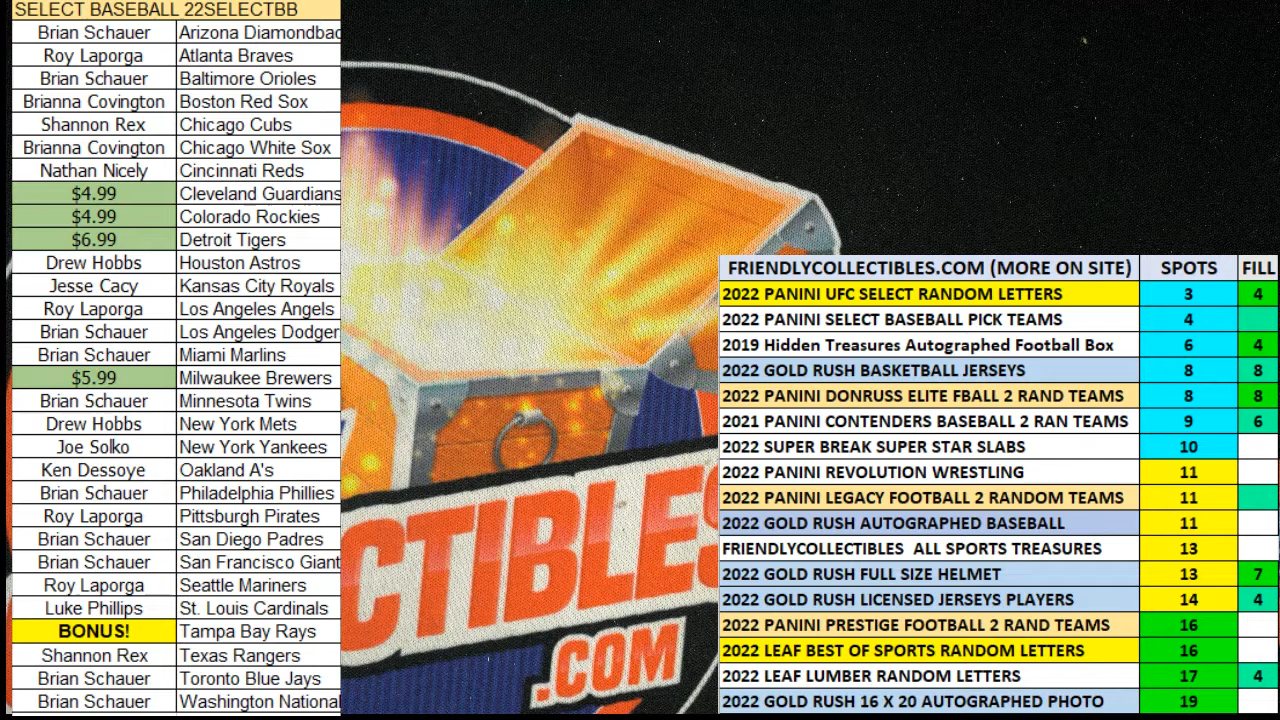 SELECT BASEBALL 22SELECTBB
Brian Schauer Arizona Diamondbac
Roy Laporga Atlanta Braves
Brian Schauer Baltimore Orioles
Brianna Covington Boston Red Sox
Shannon Rex Chicago Cubs
Brianna Covington Chicago White Sox
Nathan Nicely Cincinnati Reds
$4.99 Cleveland Guardians
$4.99 Colorado Rockies
$6.99 Detroit Tigers
Drew Hobbs Houston Astros
Jesse Cacy Kansas City Royals
Roy Laporga Los Angeles Angels
Brian Schauer Los Angeles Dodger
Brian Schauer Miami Marlins
$5.99 Milwaukee Brewers
Brian Schauer Minnesota Twins
Drew Hobbs New York Mets
Joe Solko New York Yankees
Ken Dessoye Oakland A's
Brian Schauer Philadelphia Phillies
Roy Laporga Pittsburgh Pirates
Brian Schauer San Diego Padres
Brian Schauer San Francisco Giant
Roy Laporga Seattle Mariners
Luke Phillips St. Louis Cardinals
BONUS! Tampa Bay Rays
Shannon Rex Texas Rangers
Brian Schauer Toronto Blue Jays
Brian Schauer Washington National
CTIBLES
.COM
FRIENDLYCOLLECTIBLES.COM (MORE ON SITE) SPOTS FILL
2022 PANINI UFC SELECT RANDOM LETTERS 3 4
2022 PANINI SELECT BASEBALL PICK TEAMS 4
2019 Hidden Treasures Autographed Football Box 6 4
2022 GOLD RUSH BASKETBALL JERSEYS 8 8
2022 PANINI DONRUSS ELITE FBALL 2 RAND TEAMS 8 8
2021 PANINI CONTENDERS BASEBALL 2 RAN TEAMS 9 6
2022 SUPER BREAK SUPER STAR SLABS 10
2022 PANINI REVOLUTION WRESTLING 11
2022 PANINI LEGACY FOOTBALL 2 RANDOM TEAMS 11
2022 GOLD RUSH AUTOGRAPHED BASEBALL 11
FRIENDLYCOLLECTIBLES ALL SPORTS TREASURES 13
2022 GOLD RUSH FULL SIZE HELMET 13 7
2022 GOLD RUSH LICENSED JERSEYS PLAYERS 14 4
2022 PANINI PRESTIGE FOOTBALL 2 RAND TEAMS 16
2022 LEAF BEST OF SPORTS RANDOM LETTERS 16
2022 LEAF LUMBER RANDOM LETTERS 17 4
2022 GOLD RUSH 16 X 20 AUTOGRAPHED PHOTO 19